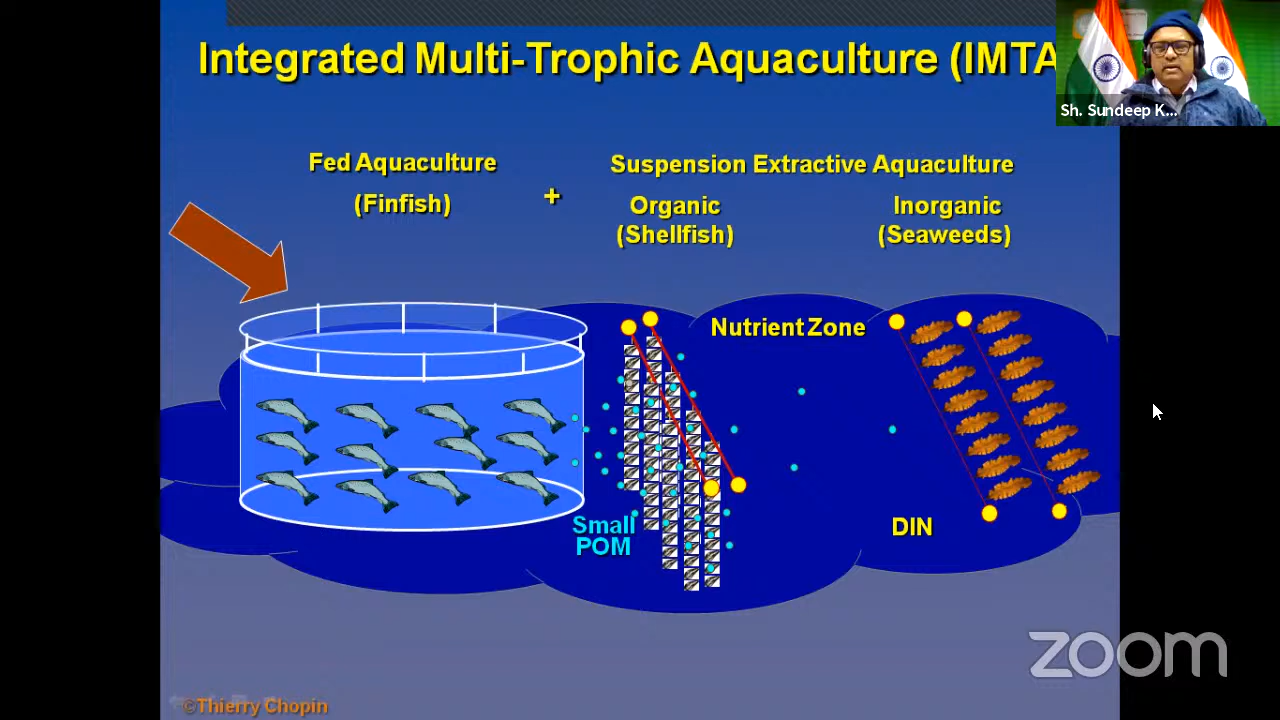 Integrated Multi-Trophic Aquaculture (IMTA
Sh. Sundeep K...
Fed Aquaculture
(Finfish)
+
Suspension Extractive Aquaculture
Organic
(Shellfish)
Inorganic
(Seaweeds)
Nutrient Zone
Small
POM
DIN
zoom
©Thierry Chopin